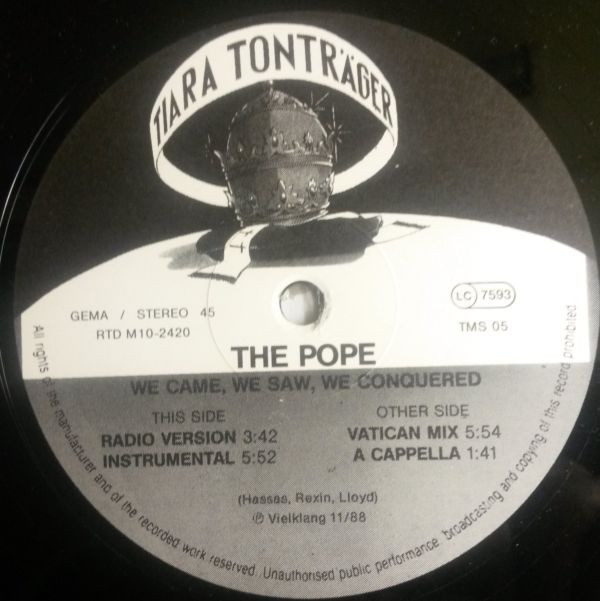 TIARA TONTRÄGER
GEMA / STEREO 45
RTD M10-2420
LC 7593
TMS 05
THE POPE
WE CAME, WE SAW, WE CONQUERED
THIS SIDE
RADIO VERSION 3:42
INSTRUMENTAL 5:52
OTHER SIDE
VATICAN MIX 5:54
A CAPPELLA 1:41
(Hassas, Rexin, Lloyd)
℗ Vielklang 11/88
All rights of the manufacturer and of the recorded work reserved. Unauthorised public performance broadcasting and copying of this record prohibited